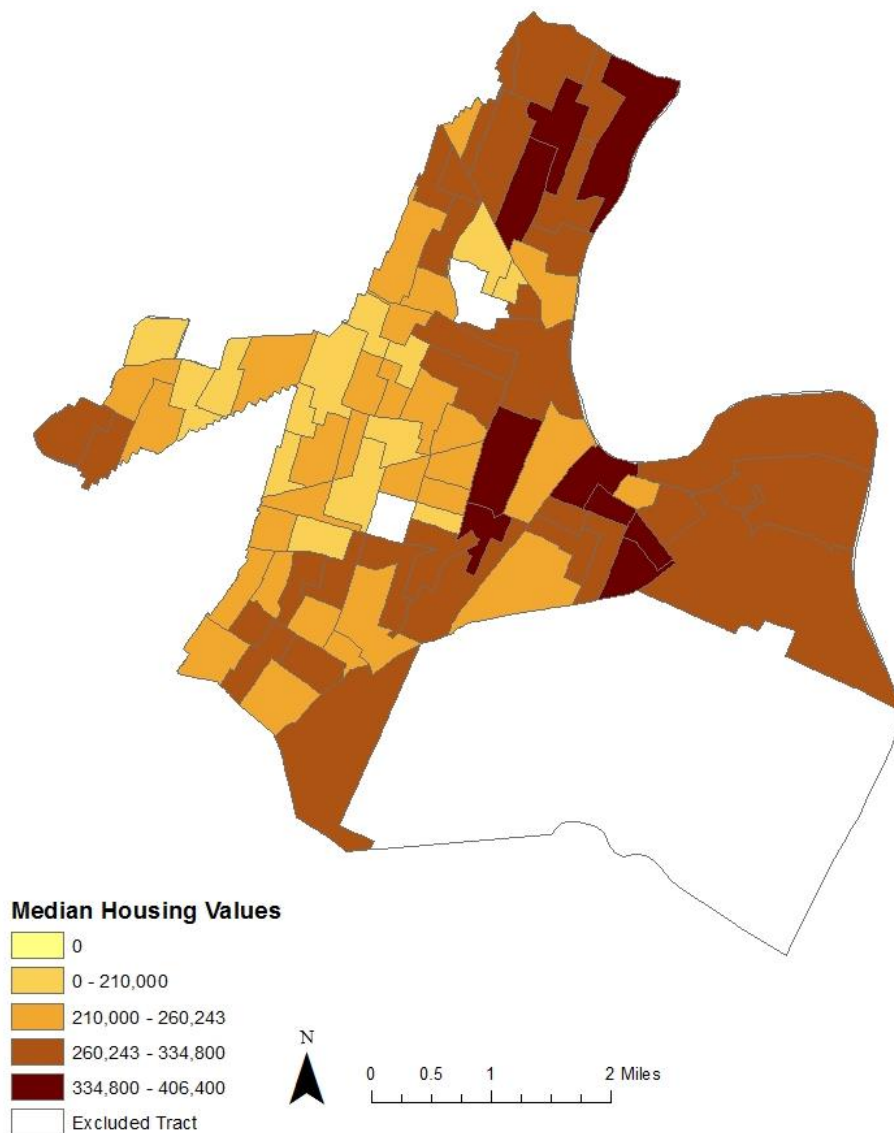 Median Housing Values
0
0 - 210,000
210,000 - 260,243
260,243 - 334,800
334,800 - 406,400
Excluded Tract
N
0 0.5 1 2 Miles